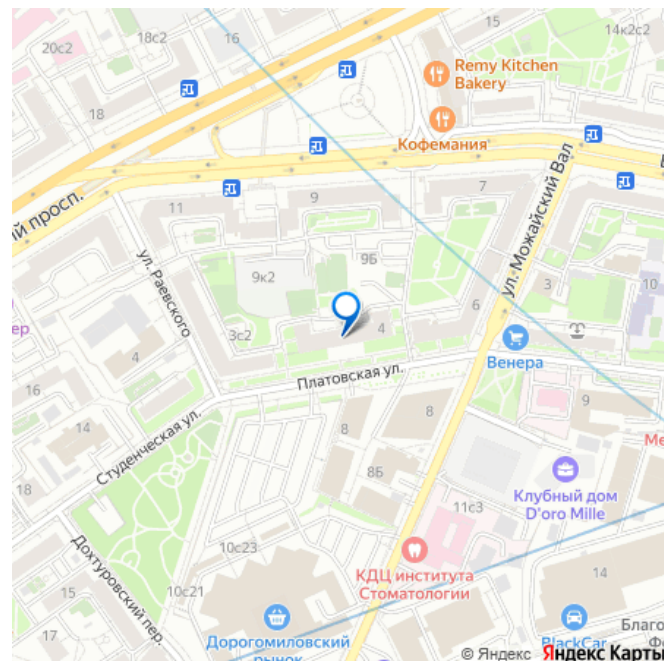 20с2
18с2
16
14к2с2
Remy Kitchen
Bakery
18
Кофемания
ий просп.
11
9
7
ул. Можайский Вал
ул. Раевского
9к2
9Б
3
10
3с2
4
6
ер
Венера
16
Платовская ул.
14
Студенческая ул.
8
8
9
Ме
8Б
18
Клубный дом
D'oro Mille
11с3
17
Дохтуровский пер.
10с23
КДЦ института
Стоматологии
10с21
14
Дорогомиловский
рынок
BlackCar
Благо
© Яндекс Яндекс Карты